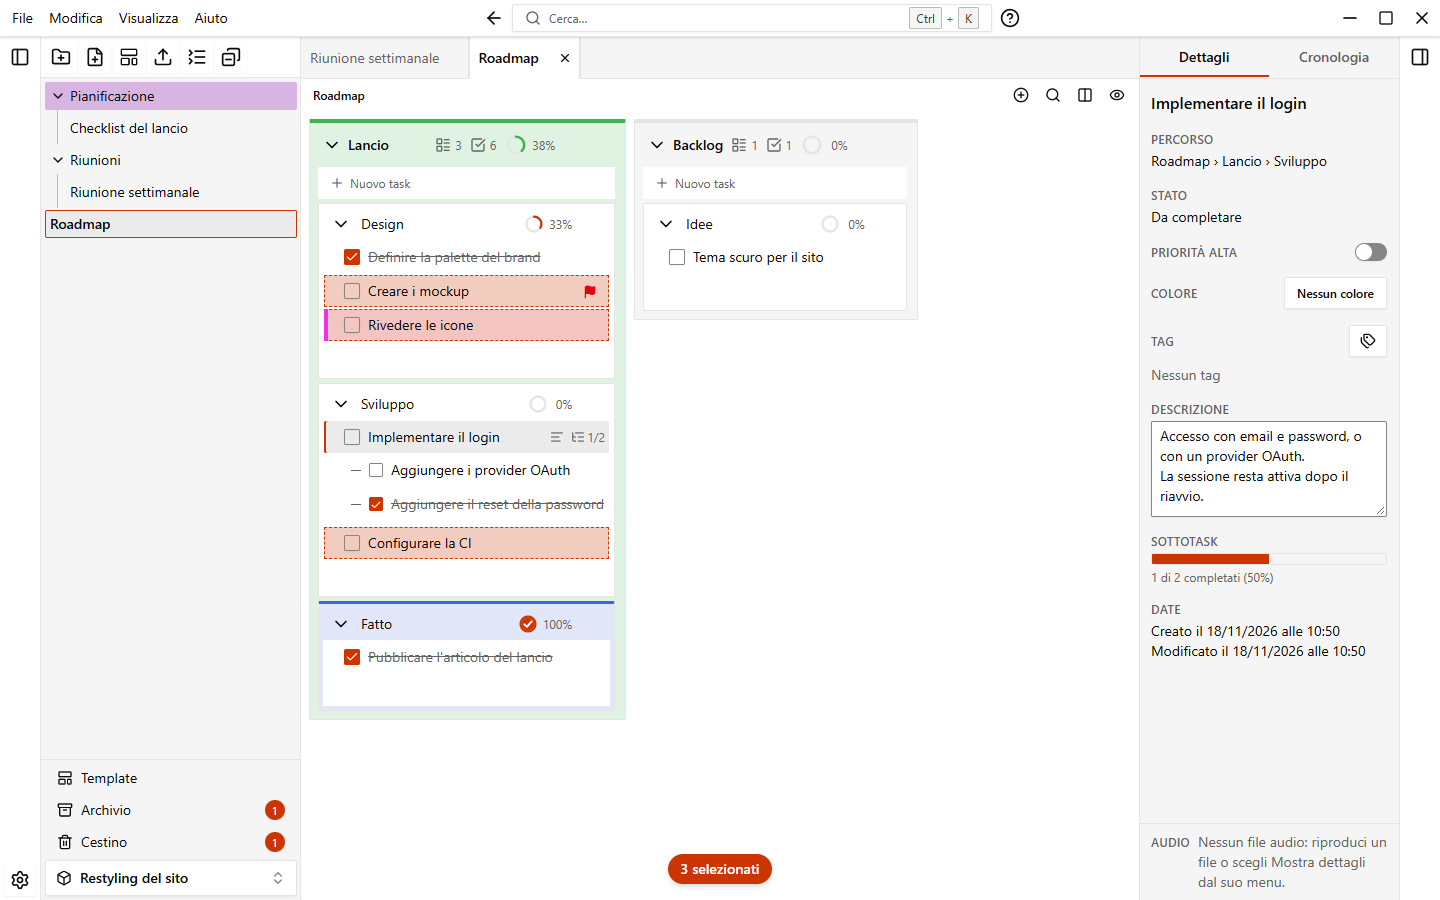 File
Modifica
Visualizza
Aiuto
Cerca...
Ctrl + K
Pianificazione
Checklist del lancio
Riunioni
Riunione settimanale
Roadmap
Template
Archivio 1
Cestino 1
Restyling del sito
Riunione settimanale
Roadmap
Roadmap
Lancio 3 6 38%
Nuovo task
Design 33%
Definire la palette del brand
Creare i mockup
Rivedere le icone
Sviluppo 0%
Implementare il login 1/2
Aggiungere i provider OAuth
Aggiungere il reset della password
Configurare la CI
Fatto 100%
Pubblicare l'articolo del lancio
Backlog 1 1 0%
Nuovo task
Idee 0%
Tema scuro per il sito
3 selezionati
Dettagli
Cronologia
Implementare il login
PERCORSO
Roadmap › Lancio › Sviluppo
STATO
Da completare
PRIORITÀ ALTA
COLORE Nessun colore
TAG
Nessun tag
DESCRIZIONE
Accesso con email e password, o
con un provider OAuth.
La sessione resta attiva dopo il
riavvio.
SOTTOTASK
1 di 2 completati (50%)
DATE
Creato il 18/11/2026 alle 10:50
Modificato il 18/11/2026 alle 10:50
AUDIO Nessun file audio: riproduci un
file o scegli Mostra dettagli
dal suo menu.